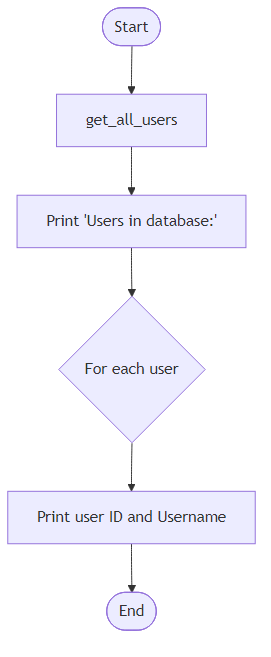 Start
get_all_users
Print 'Users in database:'
For each user
Print user ID and Username
End